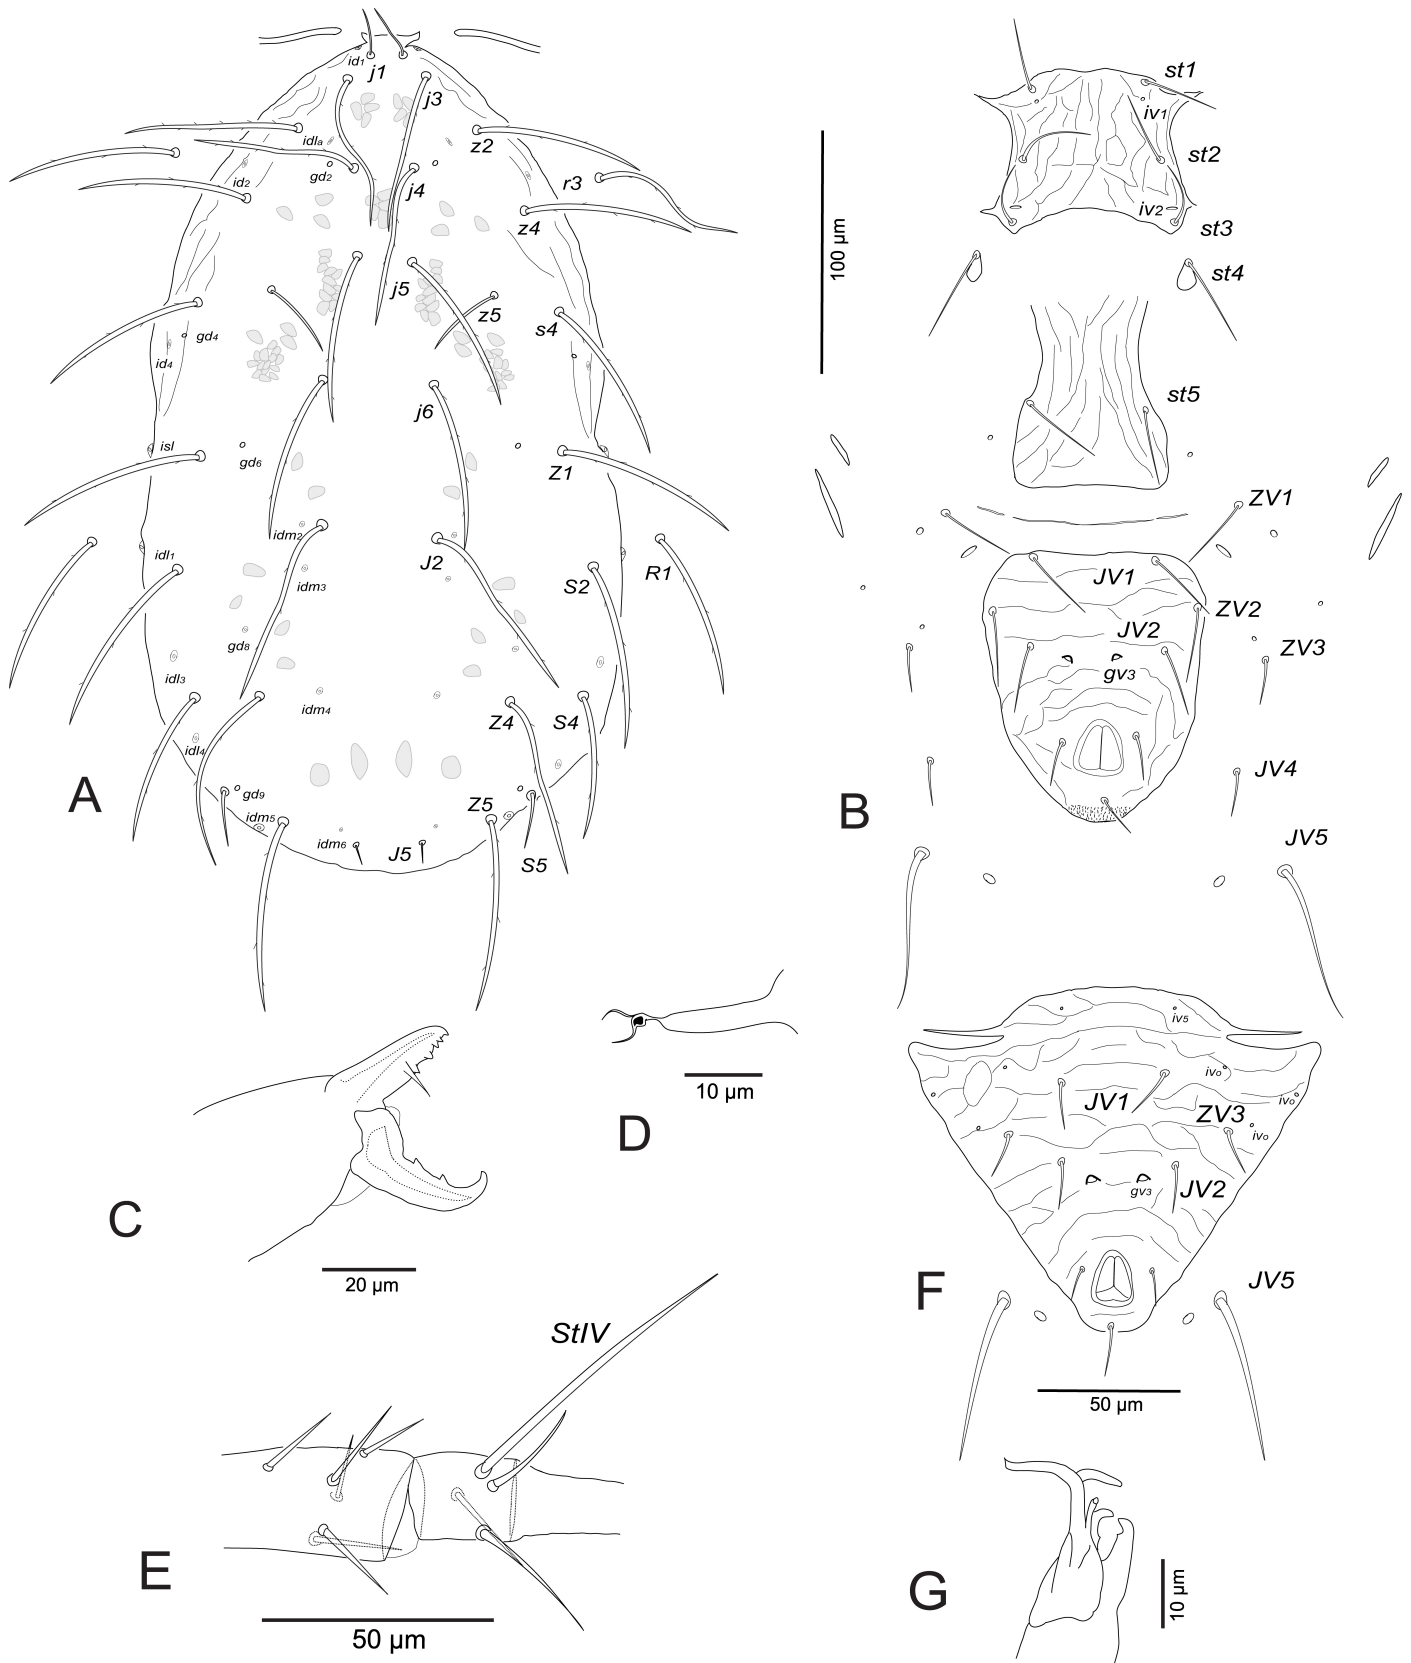 id1
j1
j3
idla
gd2
id2
j4
z2
r3
z4
j5
z5
s4
gd4
id4
j6
isl
gd6
Z1
idm2
idl1
J2
idm3
S2
R1
gd8
idl3
idm4
Z4
S4
idl4
A
gd9
idm5
Z5
idm6
J5
S5
100 µm
st1
iv1
st2
iv2
st3
st4
st5
ZV1
JV1
ZV2
JV2
ZV3
gv3
JV4
B
JV5
C
20 µm
D
10 µm
StIV
E
50 µm
iv5
ivo
JV1
ivo
ZV3
ivo
JV2
gv3
F
JV5
50 µm
G
10 µm